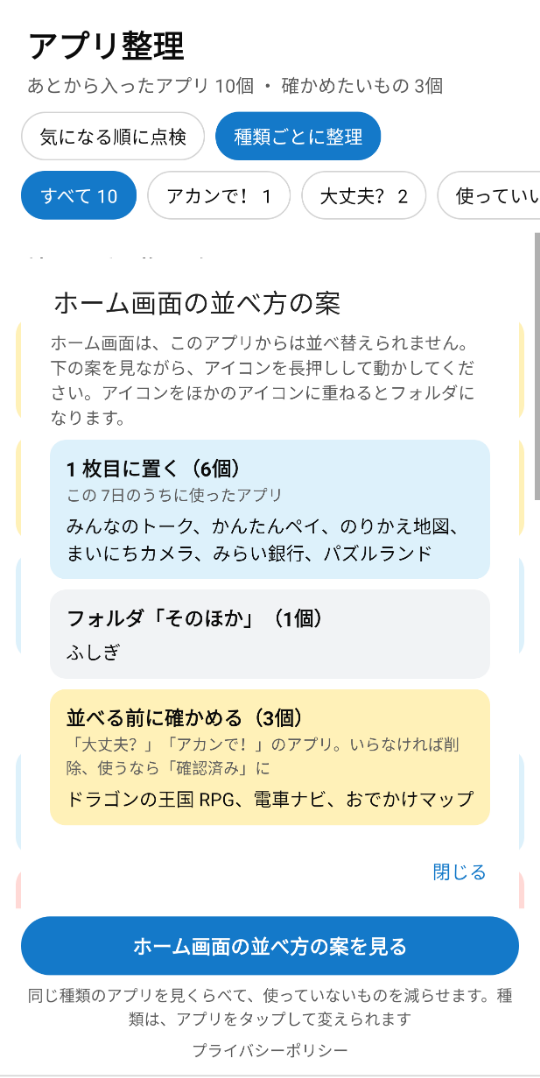 アプリ整理
あとから入ったアプリ 10個 ・ 確かめたいもの 3個
気になる順に点検
種類ごとに整理
すべて 10
アカンで！ 1
大丈夫？ 2
使ってい
ホーム画面の並べ方の案
ホーム画面は、このアプリからは並べ替えられません。
下の案を見ながら、アイコンを長押しして動かしてくだ
さい。アイコンをほかのアイコンに重ねるとフォルダに
なります。
1 枚目に置く（6個）
この 7日のうちに使ったアプリ
みんなのトーク、かんたんペイ、のりかえ地図、
まいにちカメラ、みらい銀行、パズルランド
フォルダ「そのほか」（1個）
ふしぎ
並べる前に確かめる（3個）
「大丈夫？」「アカンで！」のアプリ。いらなければ削
除、使うなら「確認済み」に
ドラゴンの王国 RPG、電車ナビ、おでかけマップ
閉じる
ホーム画面の並べ方の案を見る
同じ種類のアプリを見くらべて、使っていないものを減らせます。種
類は、アプリをタップして変えられます
プライバシーポリシー